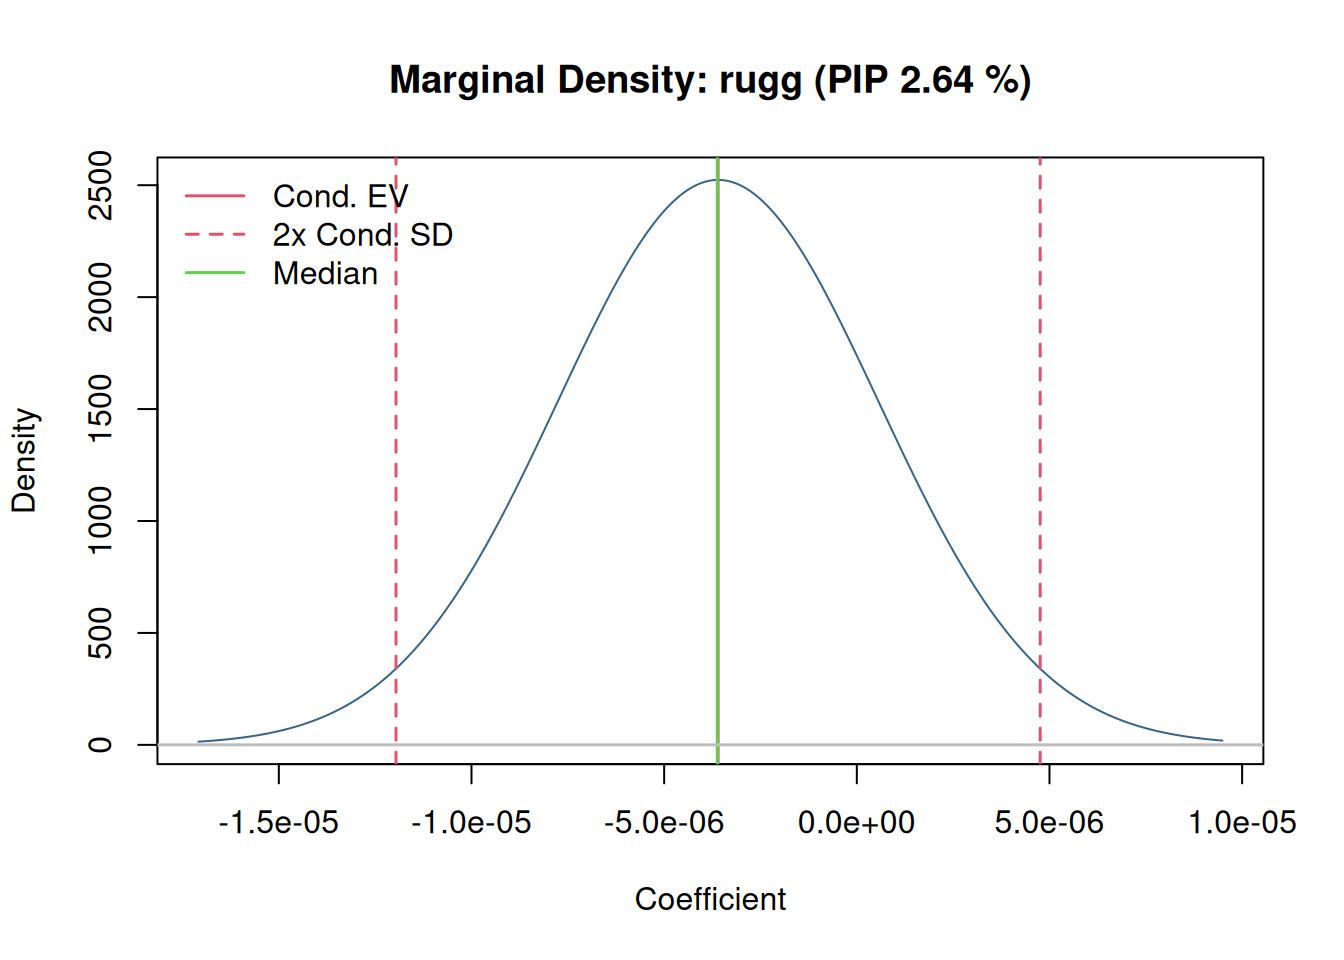 Marginal Density: rugg (PIP 2.64 %)
Cond. EV
2x Cond. SD
Median
Density
2500
2000
1500
1000
500
0
-1.5e-05 -1.0e-05 -5.0e-06 0.0e+00 5.0e-06 1.0e-05
Coefficient